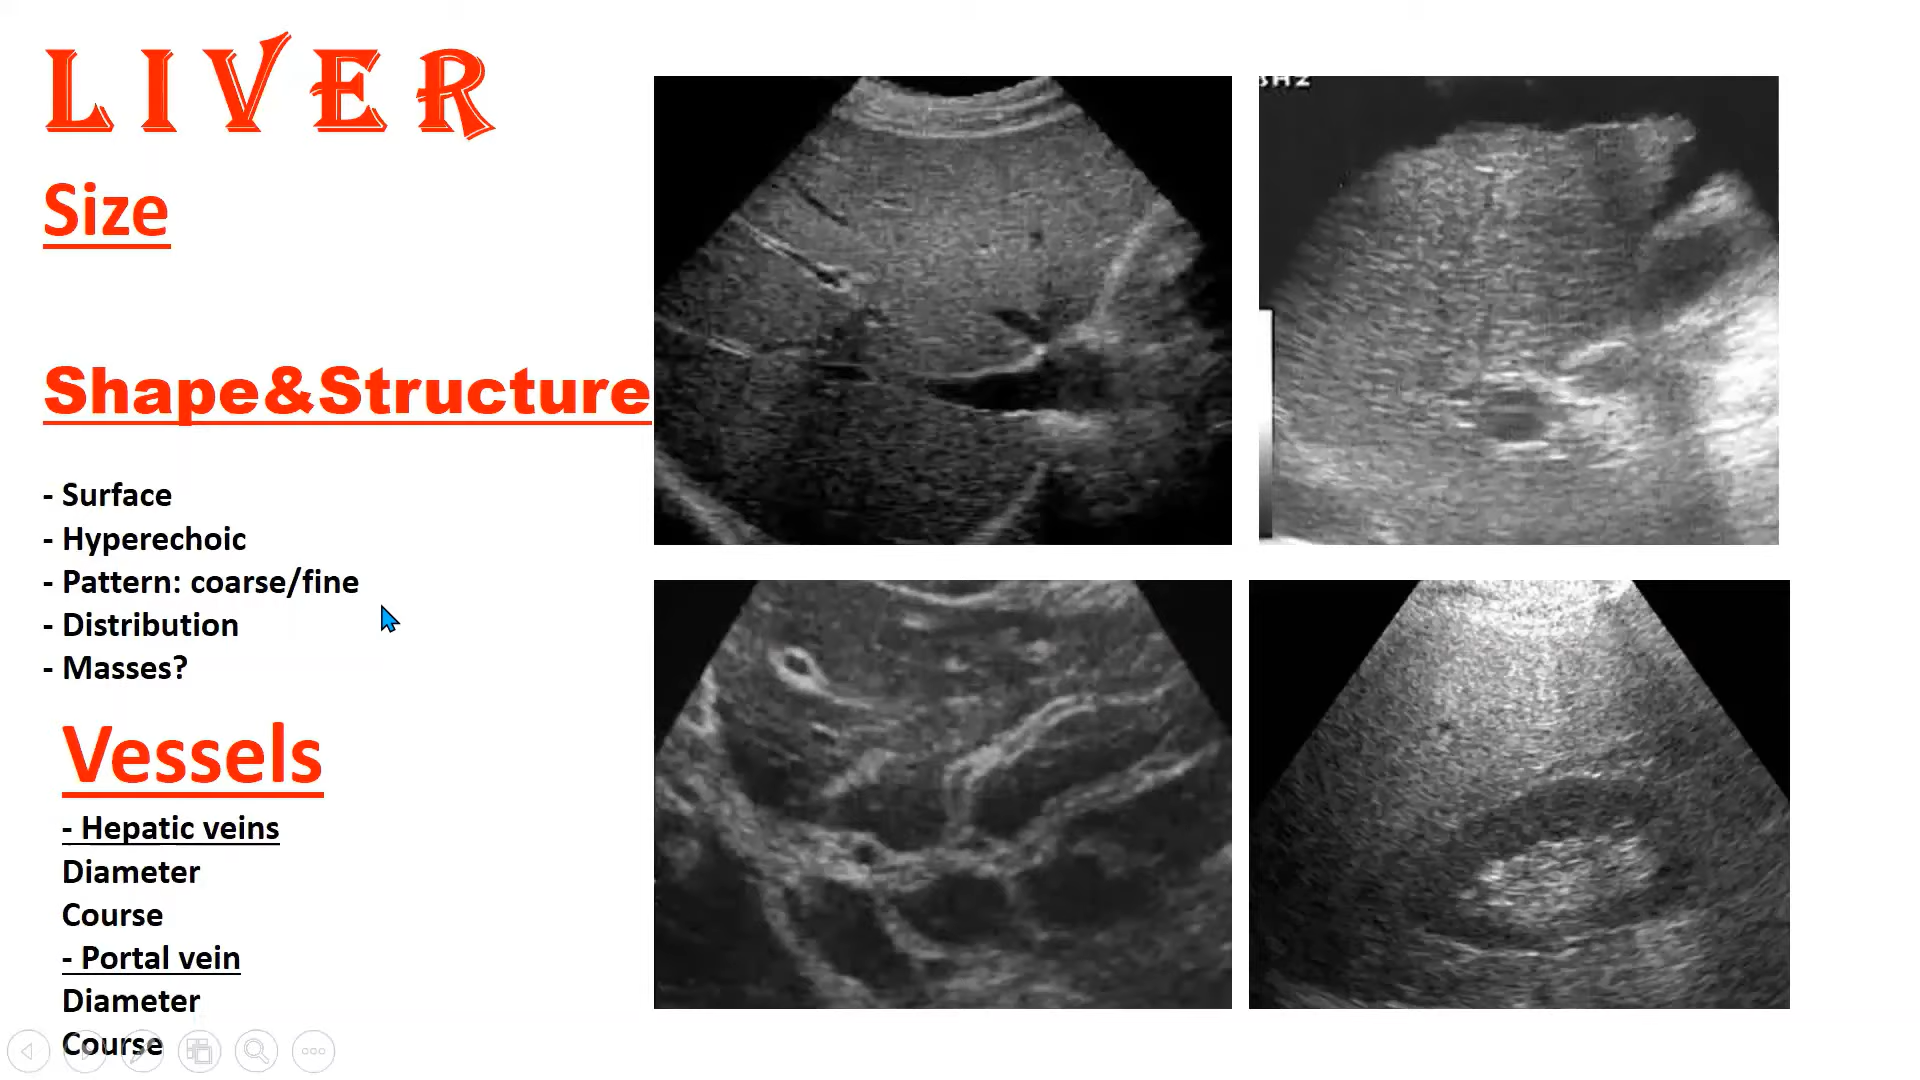 LIVER
Size
Shape&Structure
- Surface
- Hyperechoic
- Pattern: coarse/fine
- Distribution
- Masses?
Vessels
- Hepatic veins
Diameter
Course
- Portal vein
Diameter
Course